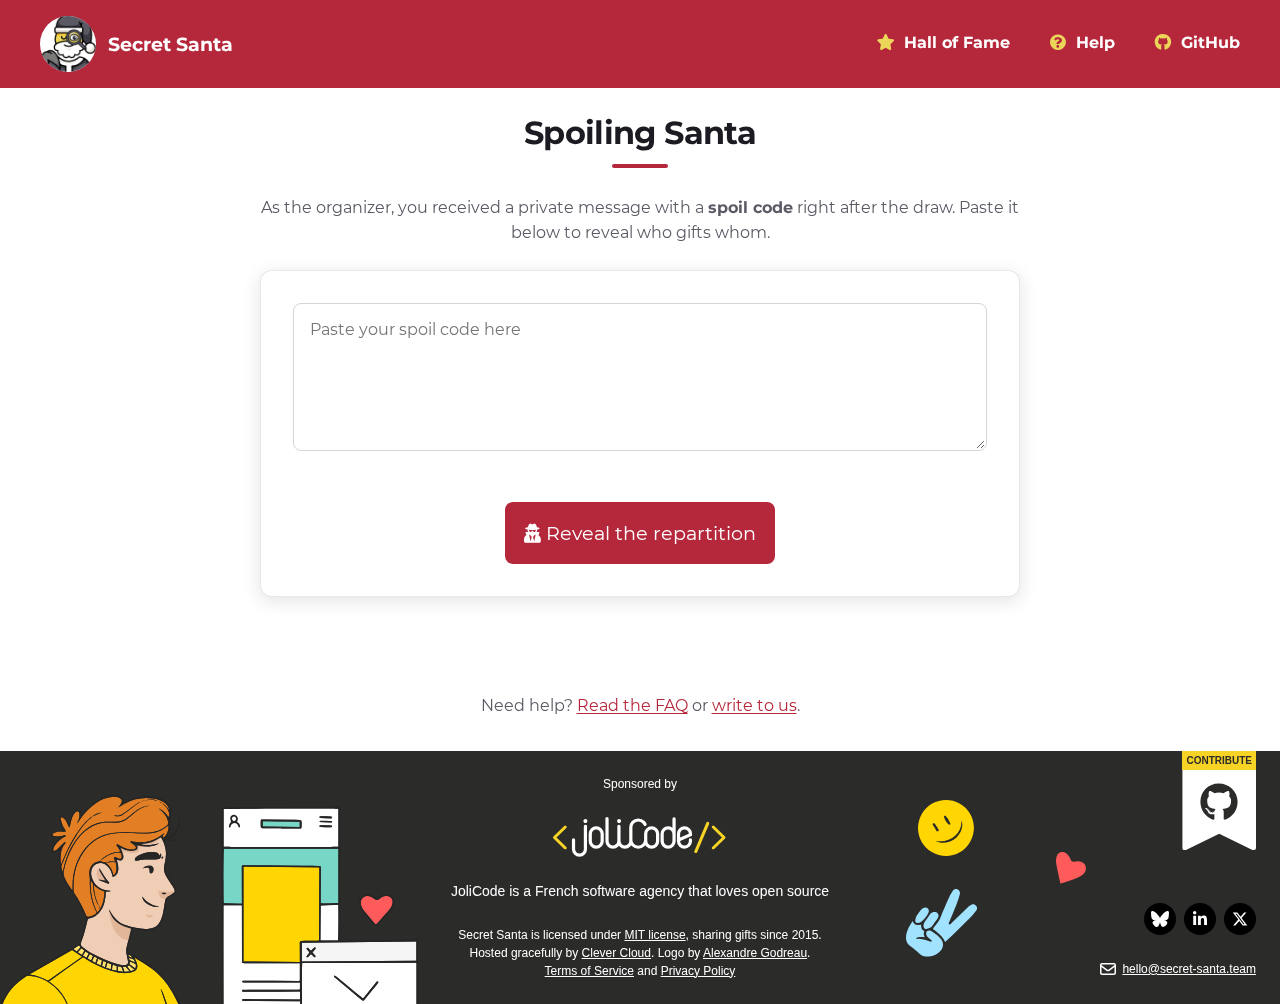 Secret Santa
Hall of Fame
Help
GitHub
Spoiling Santa
As the organizer, you received a private message with a spoil code right after the draw. Paste it
below to reveal who gifts whom.
Paste your spoil code here
Reveal the repartition
Need help? Read the FAQ or write to us.
CONTRIBUTE
Sponsored by
<joliCode/>
JoliCode is a French software agency that loves open source
Secret Santa is licensed under MIT license, sharing gifts since 2015.
Hosted gracefully by Clever Cloud. Logo by Alexandre Godreau.
Terms of Service and Privacy Policy
hello@secret-santa.team